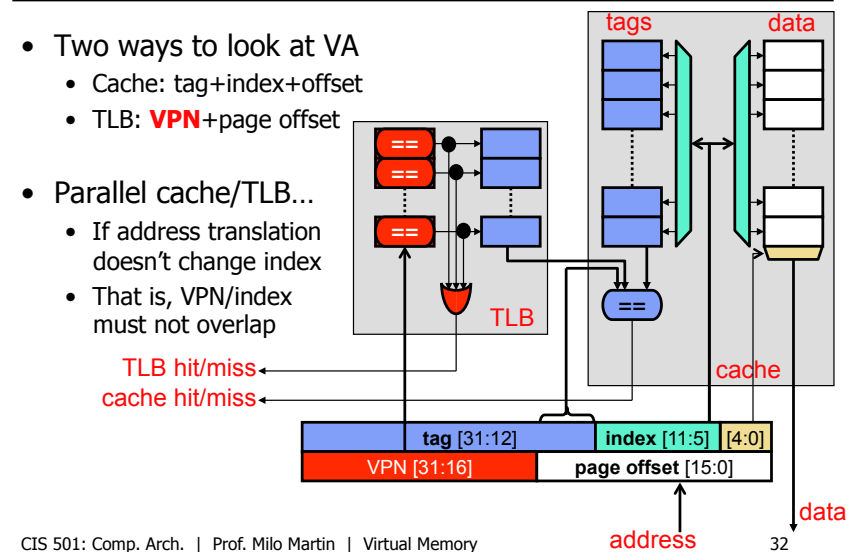 • Two ways to look at VA
• Cache: tag+index+offset
• TLB: VPN+page offset
• Parallel cache/TLB…
• If address translation
doesn't change index
• That is, VPN/index
must not overlap
tags
data
==
==
==
TLB
==
cache
TLB hit/miss
cache hit/miss
tag [31:12]
index [11:5]
[4:0]
VPN [31:16]
page offset [15:0]
address
data
CIS 501: Comp. Arch. | Prof. Milo Martin | Virtual Memory
32